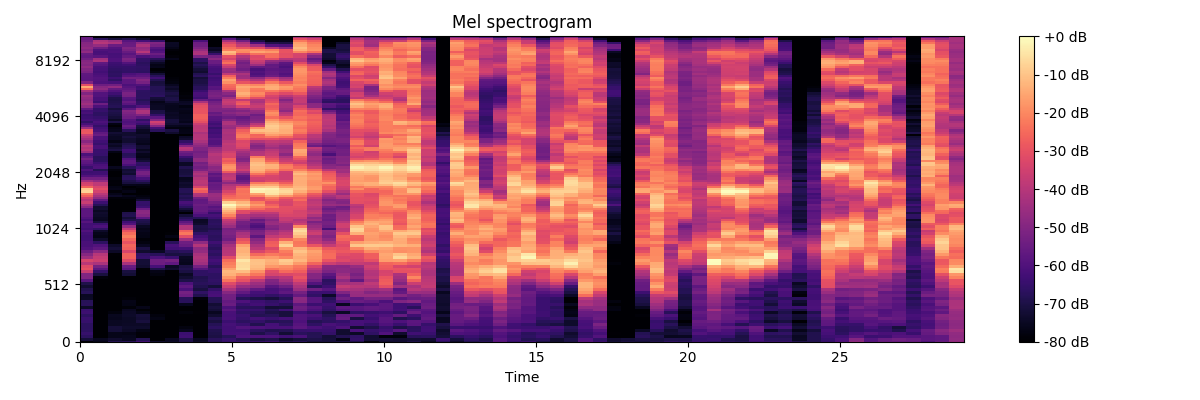 Mel spectrogram
8192
4096
2048
1024
512
0
Hz
0 5 10 15 20 25
Time
+0 dB
-10 dB
-20 dB
-30 dB
-40 dB
-50 dB
-60 dB
-70 dB
-80 dB